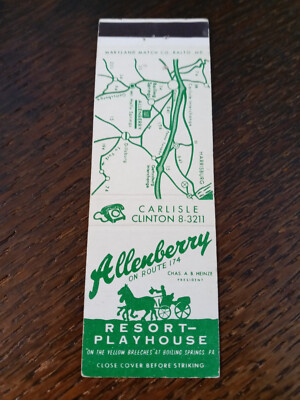 MARYLAND MATCH CO. BALTO. MD.
HARRISBURG
CARLISLE
CLINTON 8-3211
Allenberry
ON ROUTE 174
CHAS. A. B. HEINZE
PRESIDENT
RESORT—
PLAYHOUSE
"ON THE YELLOW BREECHES" AT BOILING SPRINGS, PA.
CLOSE COVER BEFORE STRIKING